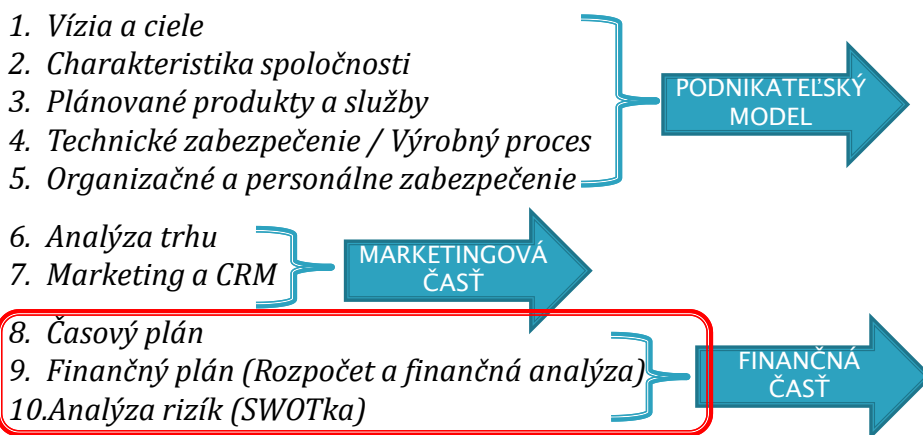 1. Vízia a ciele
2. Charakteristika spoločnosti
3. Plánované produkty a služby
4. Technické zabezpečenie / Výrobný proces
5. Organizačné a personálne zabezpečenie
PODNIKATEĽSKÝ
MODEL
6. Analýza trhu
7. Marketing a CRM
MARKETINGOVÁ
ČASŤ
8. Časový plán
9. Finančný plán (Rozpočet a finančná analýza)
10.Analýza rizík (SWOTka)
FINANČNÁ
ČASŤ